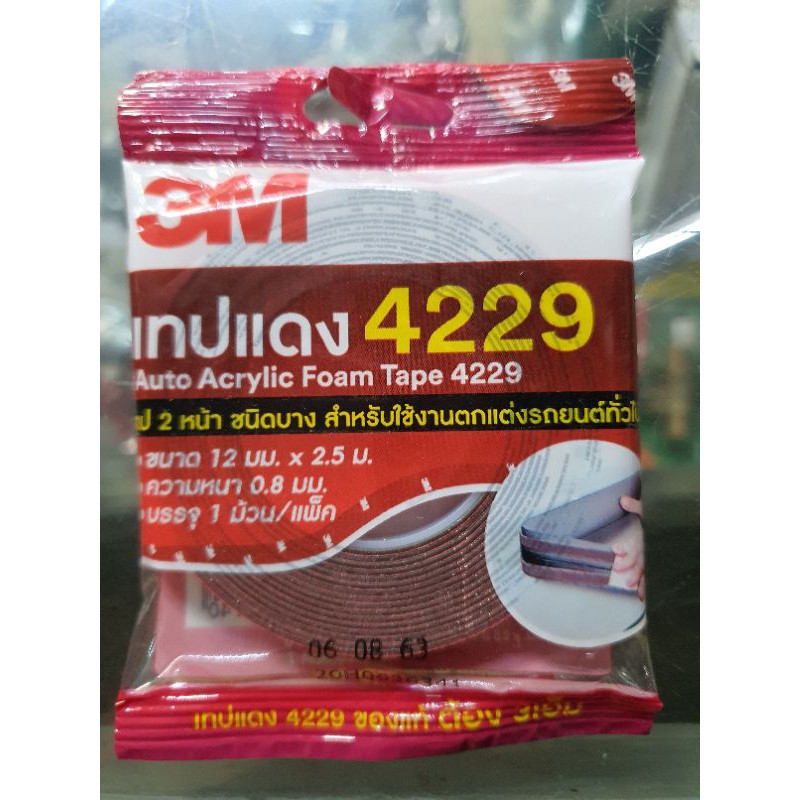 3M
3M
เทปแดง 4229
Auto Acrylic Foam Tape 4229
2 หน้า ชนิดบาง สำหรับใช้งานตกแต่งรถยนต์ทั่วไป
ขนาด 12 มม. x 2.5 ม.
ความหนา 0.8 มม.
บรรจุ 1 ม้วน/แพ็ค
06 08 63
เทปแดง 4229 ของแท้ ต้อง 3เอ็ม